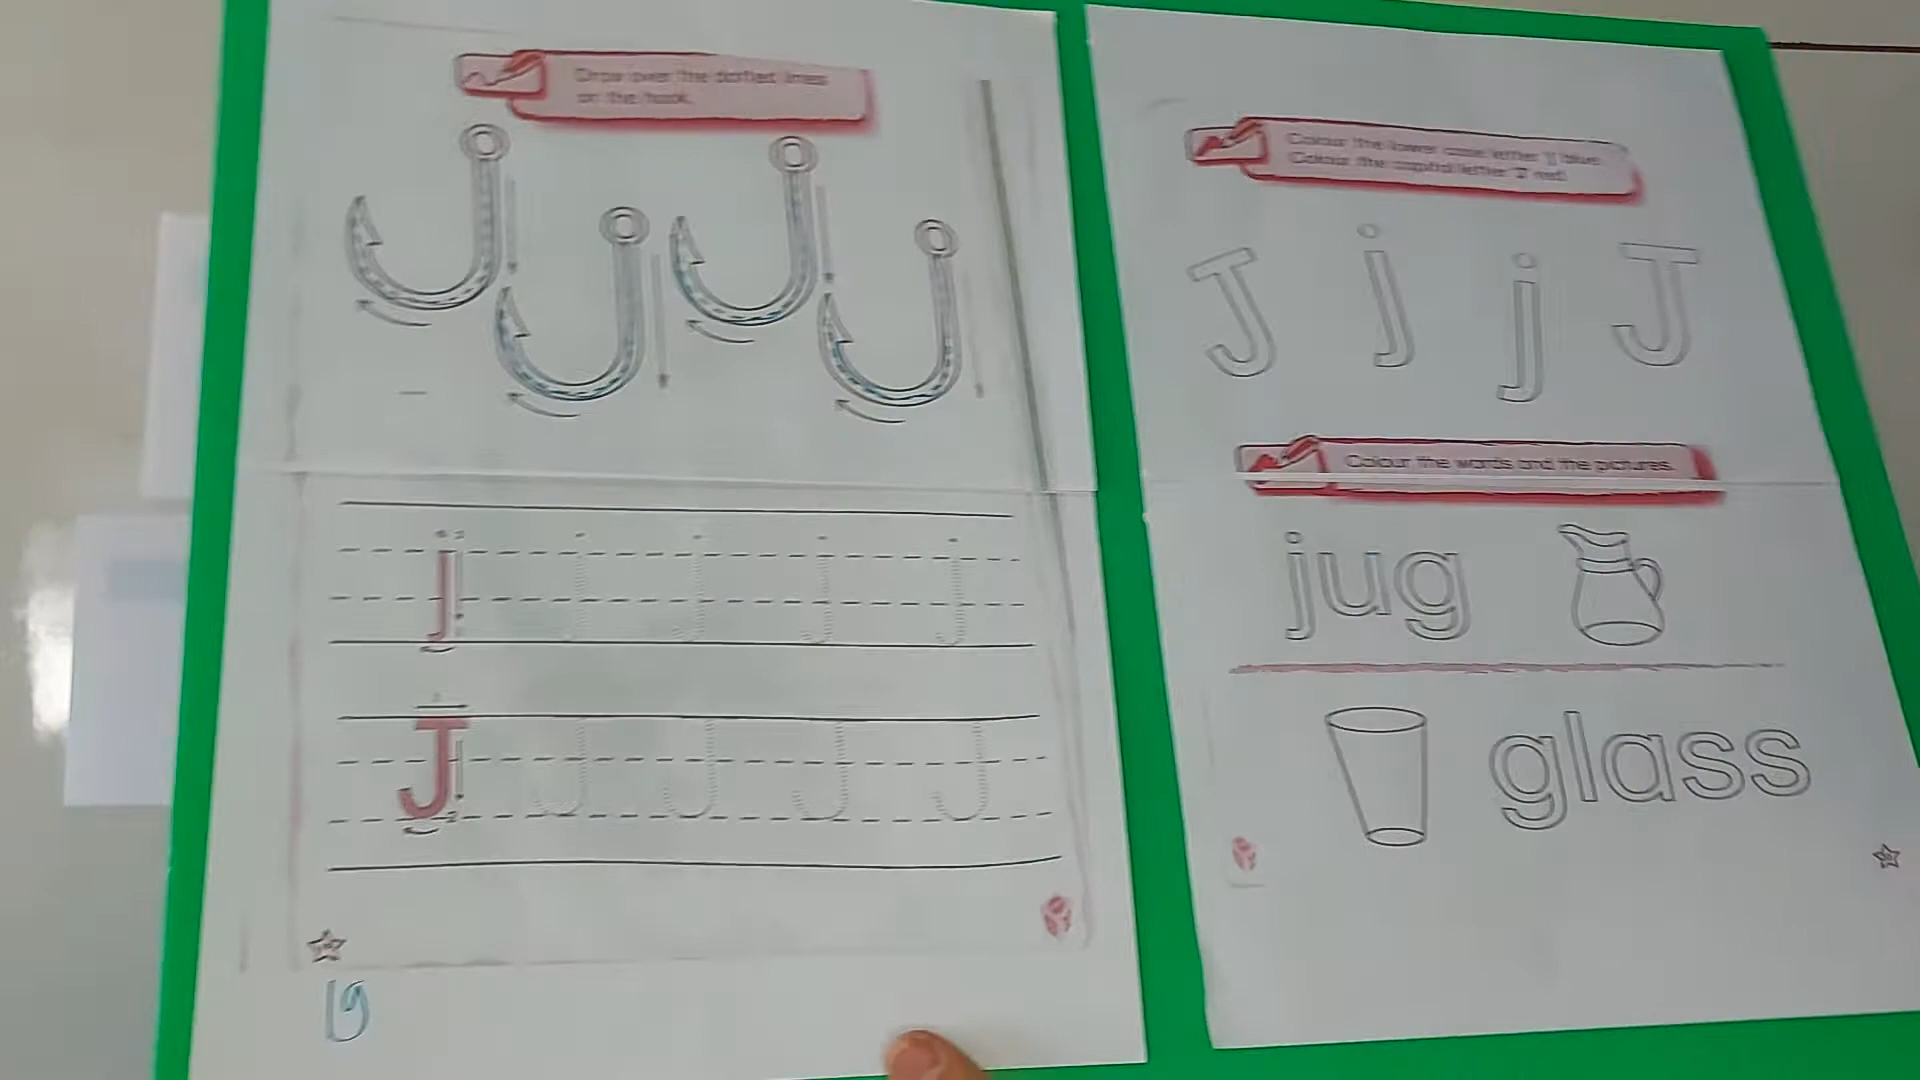 Draw over the dotted lines
on the hook.
j j j j j
J J J J J
19
Colour the lower case letter 'j' blue.
Colour the capital letter 'J' red.
J j j J
Colour the words and the pictures.
jug
glass